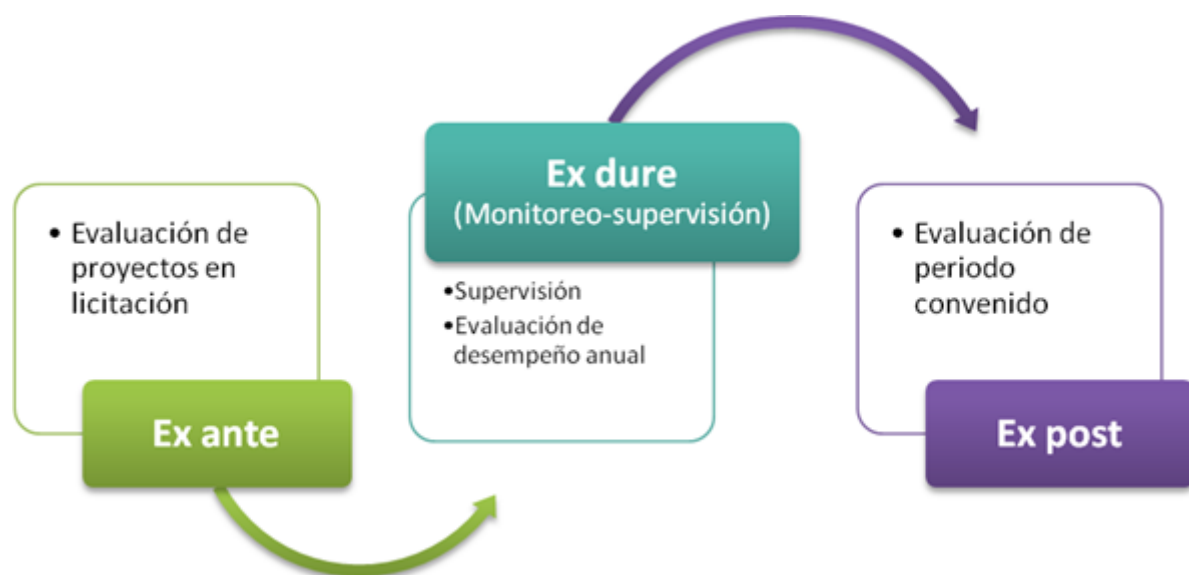 • Evaluación de
proyectos en
licitación
Ex ante
Ex dure
(Monitoreo-supervisión)
•Supervisión
•Evaluación de
desempeño anual
• Evaluación de
periodo
convenido
Ex post